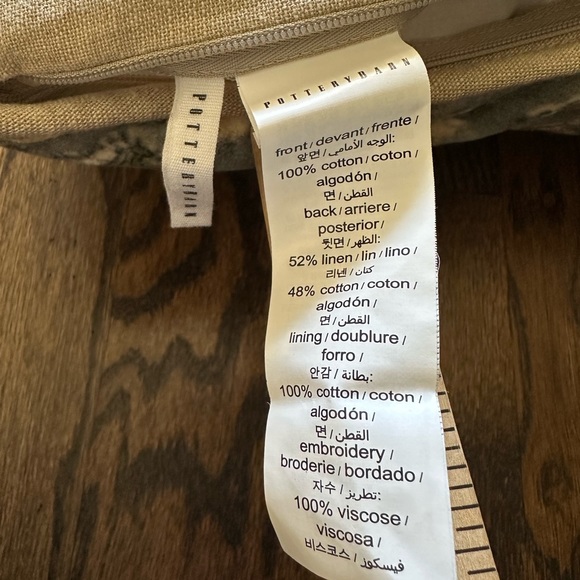 POTTERYBARN
POTTERYBARN
front / devant / frente /
앞면 / الوجه الأمامى:
100% cotton / coton /
algodón /
면 / القطن
back / arriere /
posterior /
뒷면 / الظهر:
52% linen / lin / lino /
리넨 / كتان
48% cotton / coton /
algodón /
면 / القطن
lining / doublure /
forro /
안감 / بطانة:
100% cotton / coton /
algodón /
면 / القطن
embroidery /
broderie / bordado /
자수 / تطريز:
100% viscose /
viscosa /
비스코스 / فيسكوز